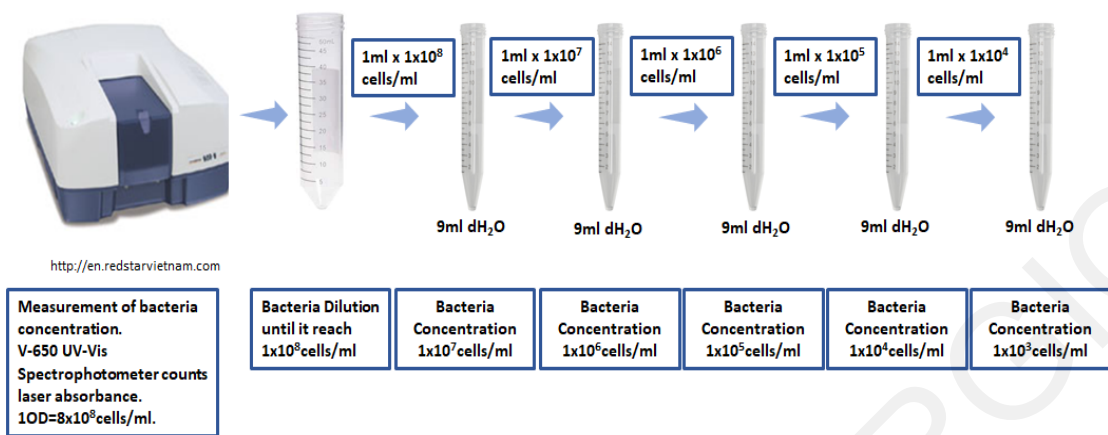 1ml x 1x10⁸
cells/ml
1ml x 1x10⁷
cells/ml
1ml x 1x10⁶
cells/ml
1ml x 1x10⁵
cells/ml
1ml x 1x10⁴
cells/ml
9ml dH₂O
9ml dH₂O
9ml dH₂O
9ml dH₂O
9ml dH₂O
http://en.redstarvietnam.com
Measurement of bacteria
concentration.
V-650 UV-Vis
Spectrophotometer counts
laser absorbance.
1OD=8x10⁸cells/ml.
Bacteria Dilution
until it reach
1x10⁸cells/ml
Bacteria
Concentration
1x10⁷cells/ml
Bacteria
Concentration
1x10⁶cells/ml
Bacteria
Concentration
1x10⁵cells/ml
Bacteria
Concentration
1x10⁴cells/ml
Bacteria
Concentration
1x10³cells/ml